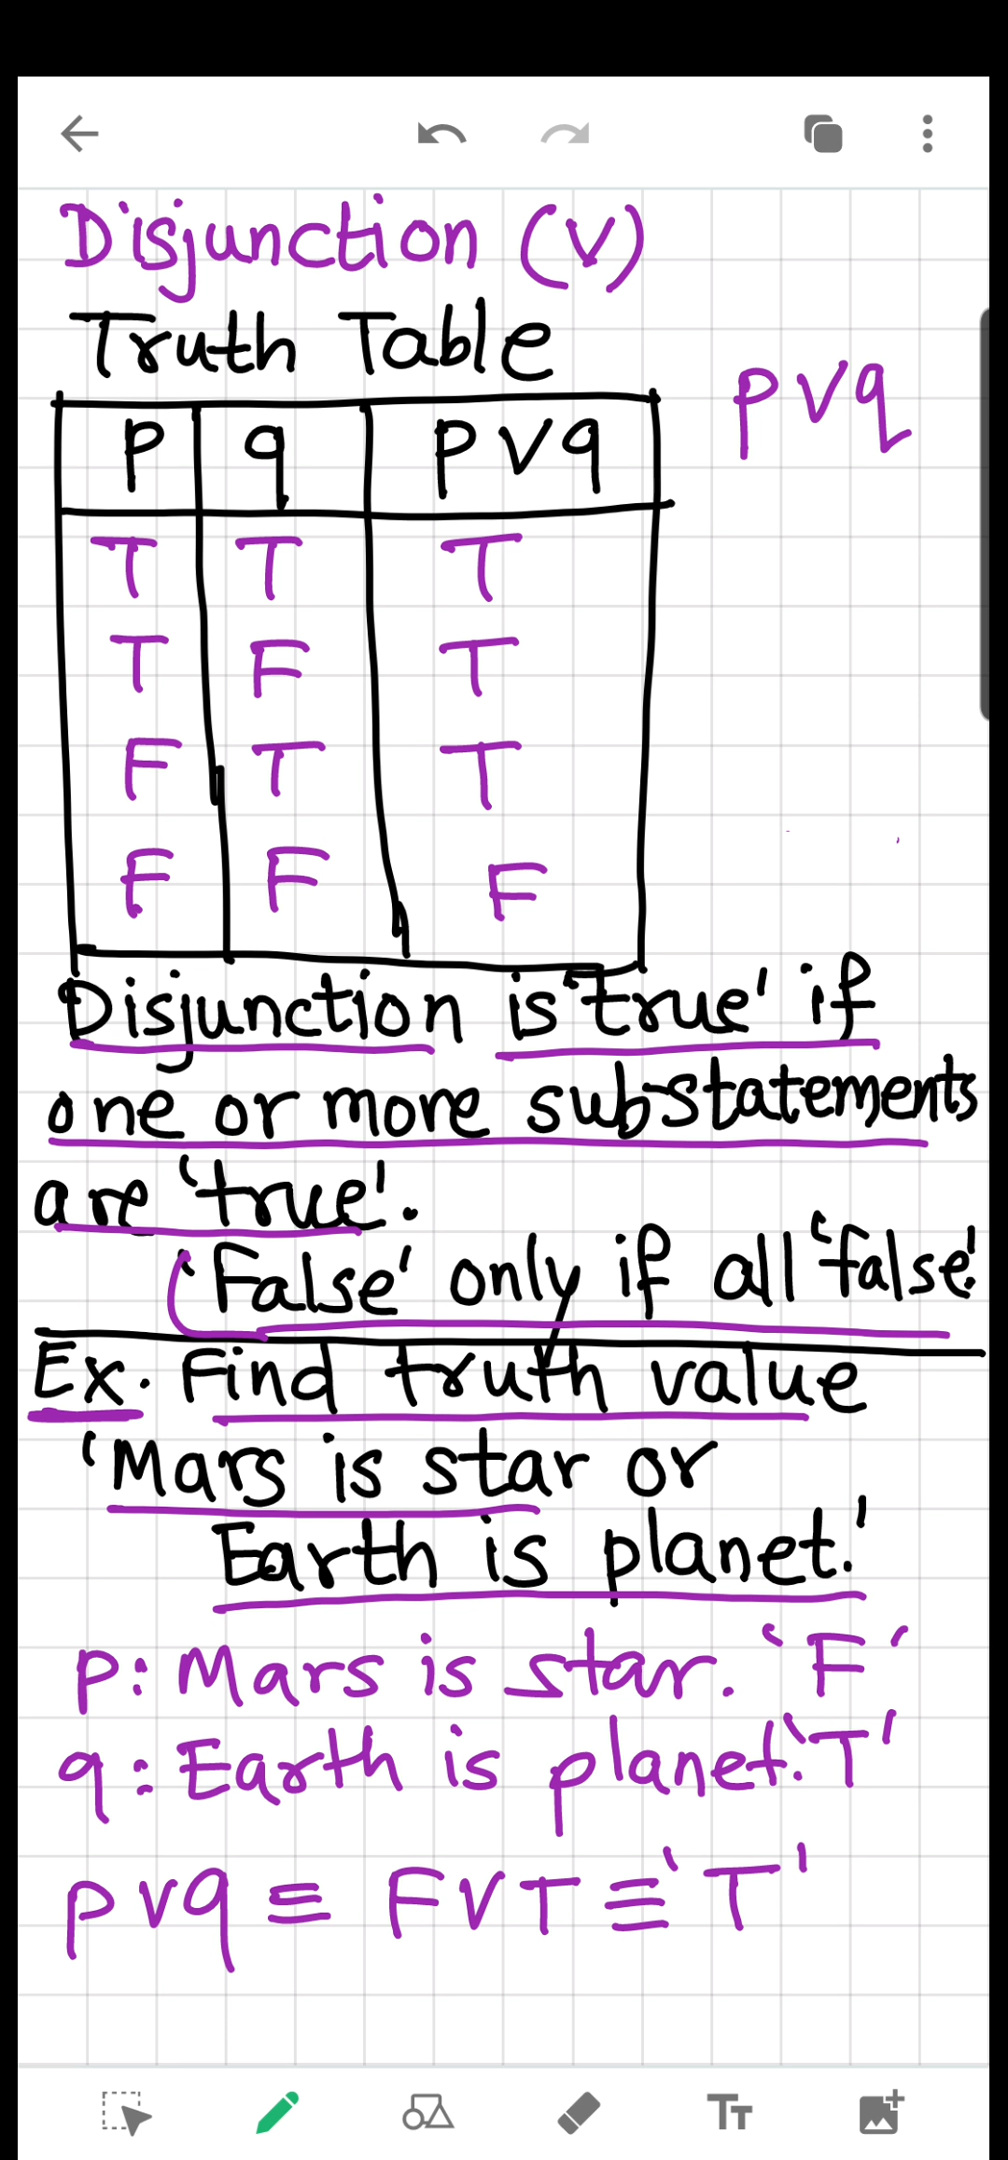 Disjunction (V)
Truth Table
p q p V q
p V q
T T T
T F T
F T T
F F F
Disjunction is 'true' if
one or more substatements
are 'true'.
'False' only if all 'false'.
Ex. Find truth value
'Mars is star or
Earth is planet.'
p: Mars is star. 'F'
q: Earth is planet. 'T'
p V q ≡ F V T ≡ 'T'
Tт